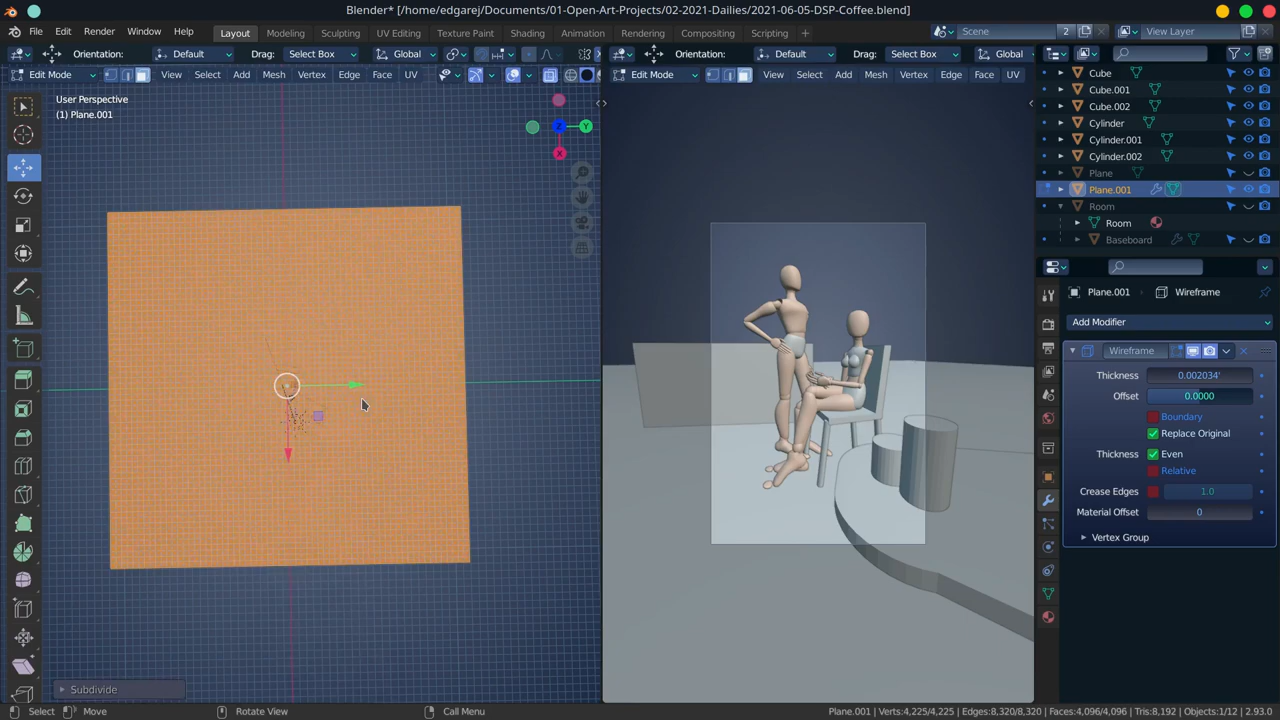 Blender* [/home/edgarej/Documents/01-Open-Art-Projects/02-2021-Dailies/2021-06-05-DSP-Coffee.blend]
File Edit Render Window Help Layout Modeling Sculpting UV Editing Texture Paint Shading Animation Rendering Compositing Scripting + Scene 2 View Layer
Orientation: Default Drag: Select Box Global Orientation: Default Drag: Select Box Global
Edit Mode View Select Add Mesh Vertex Edge Face UV Edit Mode View Select Add Mesh Vertex Edge Face UV
User Perspective
(1) Plane.001
Z
Y
X
Subdivide
Cube
Cube.001
Cube.002
Cylinder
Cylinder.001
Cylinder.002
Plane
Plane.001
Room
Room
Baseboard
Plane.001 Wireframe
Add Modifier
Wireframe
Thickness 0.002034'
Offset 0.0000
Boundary
Replace Original
Thickness Even
Relative
Crease Edges 1.0
Material Offset 0
Vertex Group
Select Move Rotate View Call Menu Plane.001 | Verts:4,225/4,225 | Edges:8,320/8,320 | Faces:4,096/4,096 | Tris:8,192 | Objects:1/12 | 2.93.0